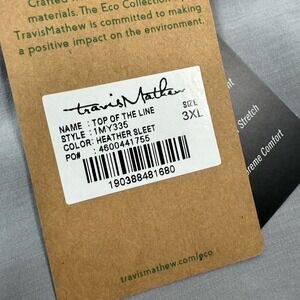 materials. The Eco Collection
TravisMathew is committed to making
a positive impact on the environment.
travisMathew
NAME : TOP OF THE LINE
STYLE : 1MY335
COLOR: HEATHER SLEET
PO# : 4600441755
SIZE
3XL
190388481680
Stretch
Comfort
travismathew.com/eco